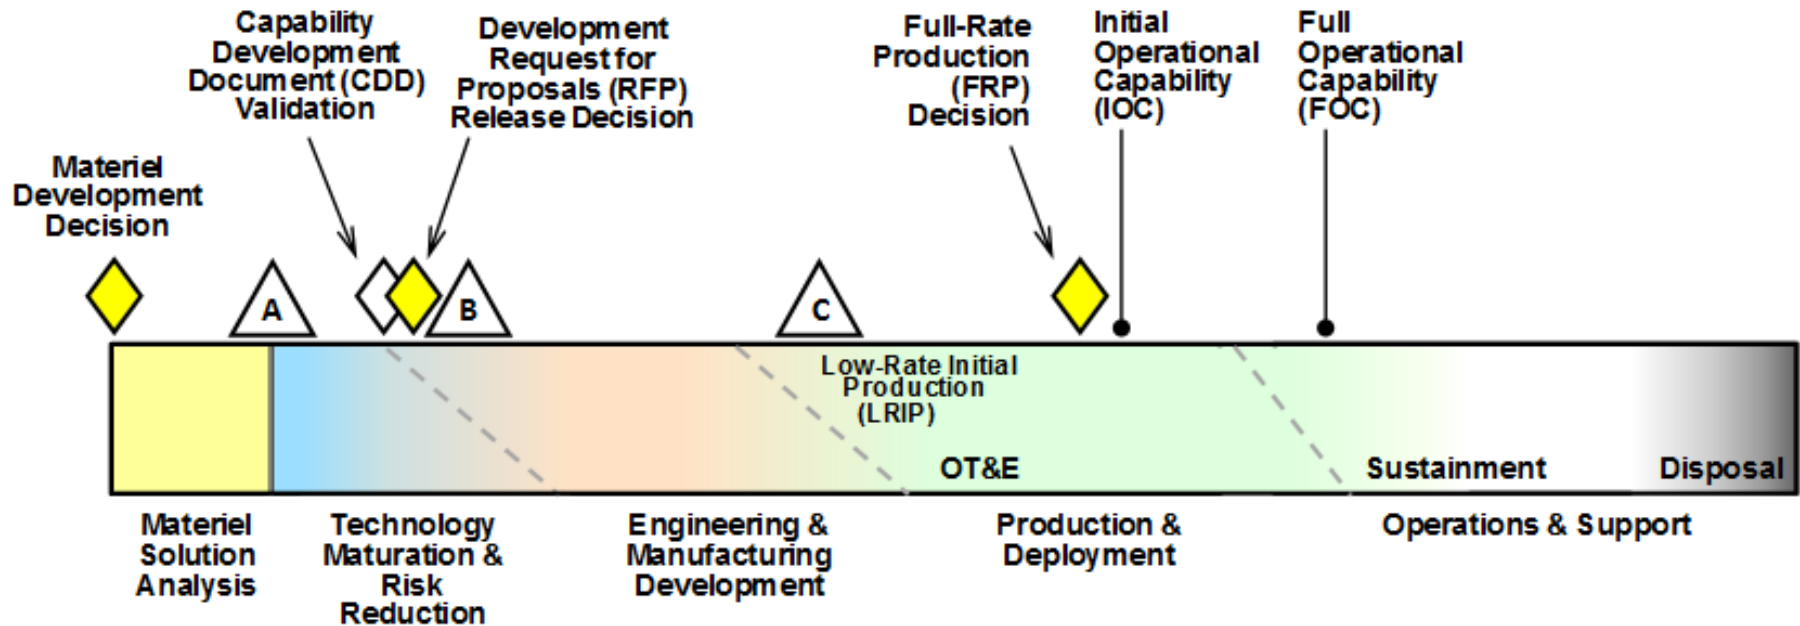 Capability
Development
Document (CDD)
Validation
Development
Request for
Proposals (RFP)
Release Decision
Full-Rate
Production
(FRP)
Decision
Initial
Operational
Capability
(IOC)
Full
Operational
Capability
(FOC)
Materiel
Development
Decision
A
B
C
Low-Rate Initial
Production
(LRIP)
OT&E
Sustainment
Disposal
Materiel
Solution
Analysis
Technology
Maturation &
Risk
Reduction
Engineering &
Manufacturing
Development
Production &
Deployment
Operations & Support